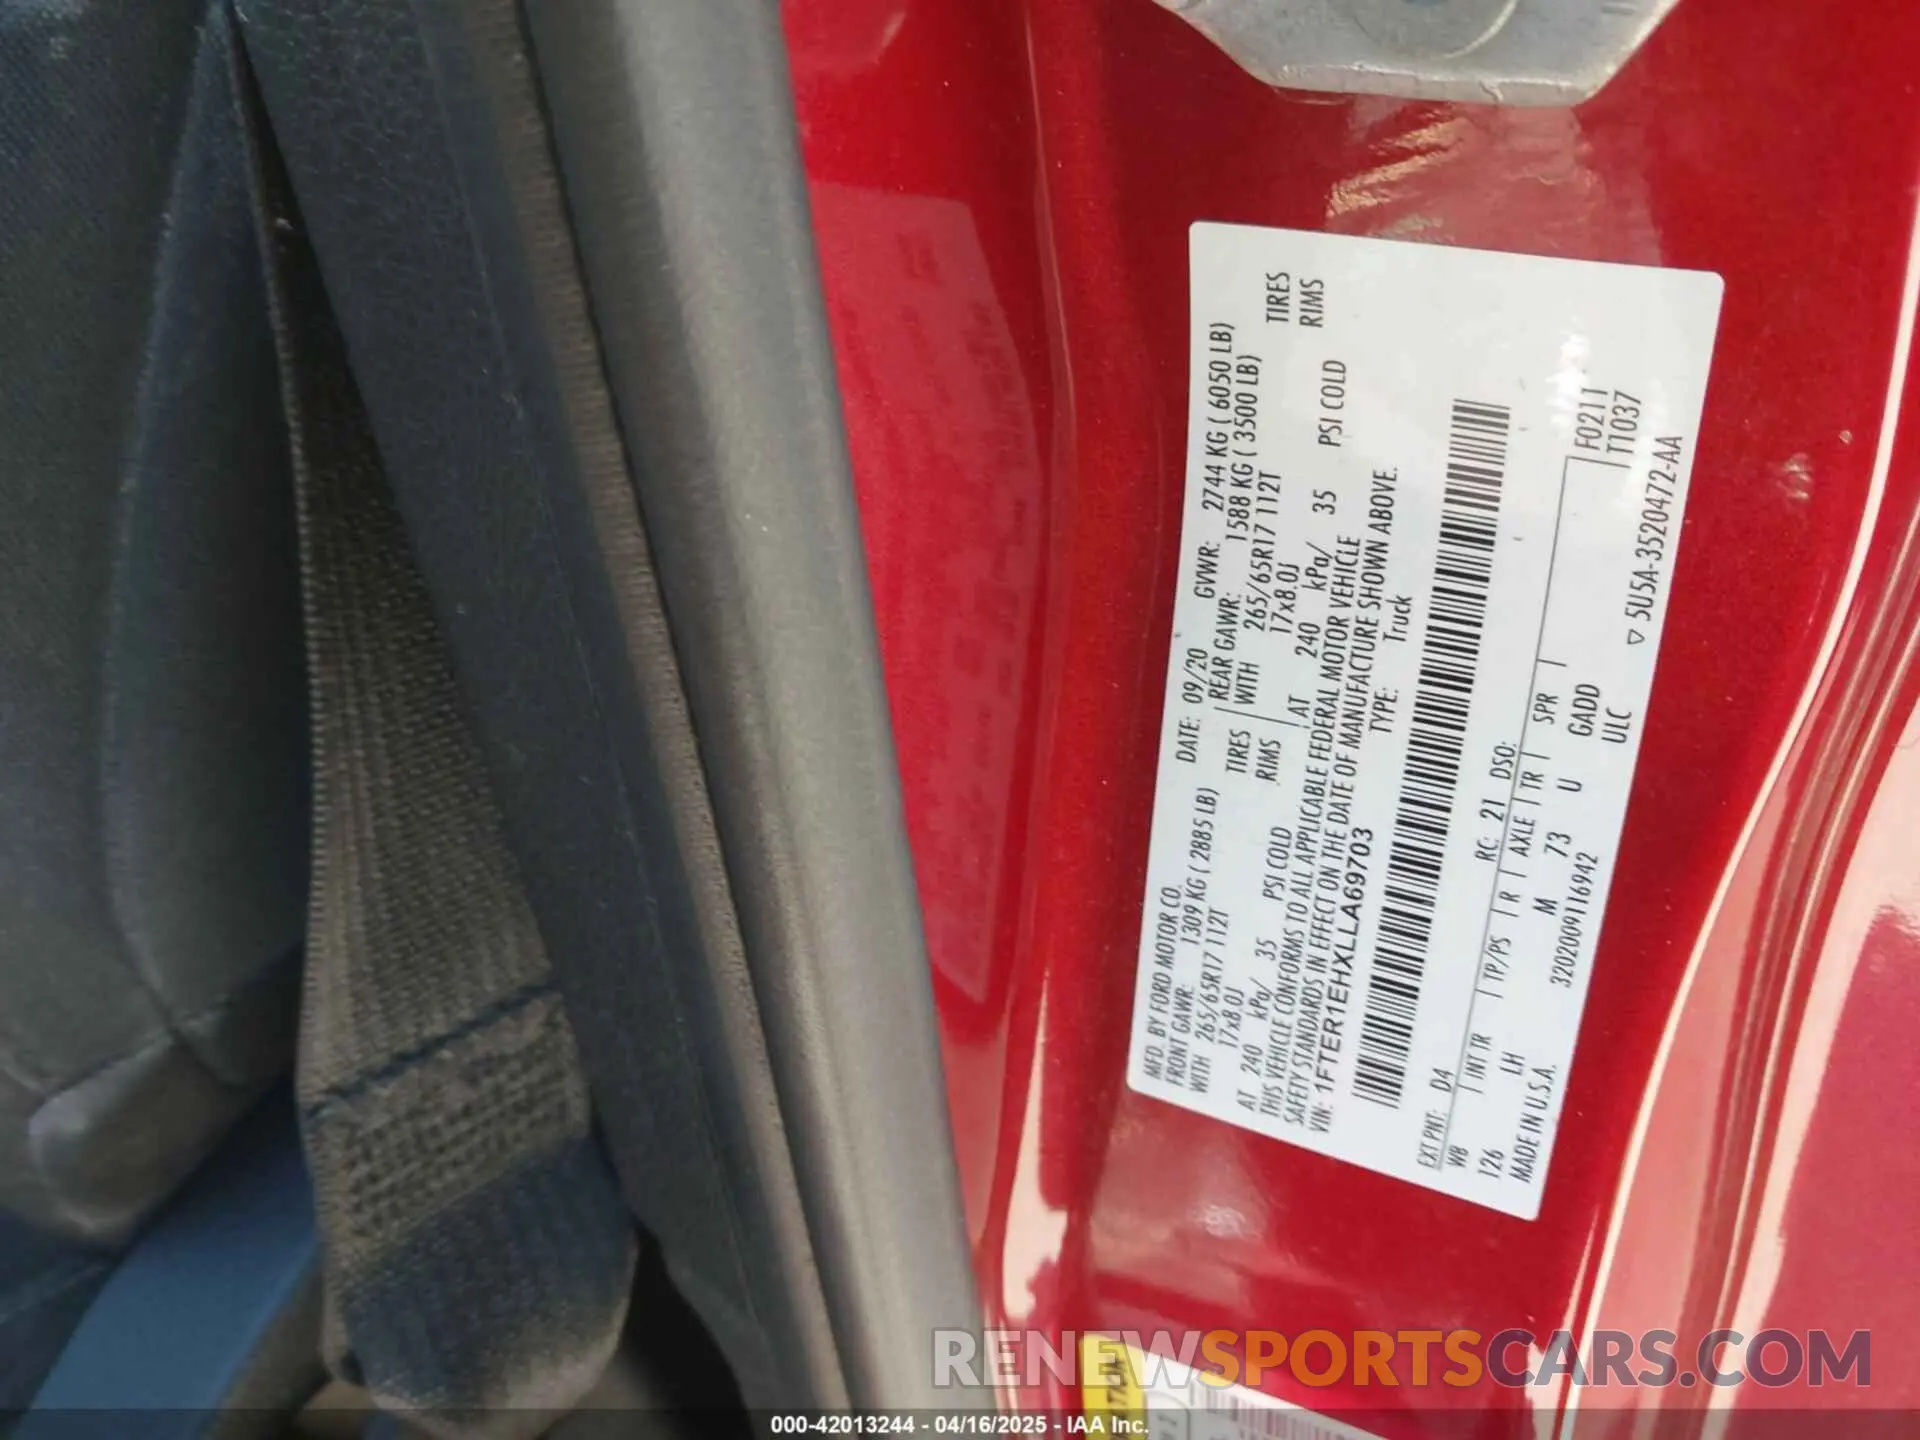 MFD. BY FORD MOTOR CO.
DATE: 09/20 GVWR: 2744 KG ( 6050 LB)
FRONT GAWR: 1309 KG ( 2885 LB)
REAR GAWR: 1588 KG ( 3500 LB)
WITH 265/65R17 112T TIRES
WITH 265/65R17 112T TIRES
17x8.0J RIMS
17x8.0J RIMS
AT 240 kPa/ 35 PSI COLD
AT 240 kPa/ 35 PSI COLD
THIS VEHICLE CONFORMS TO ALL APPLICABLE FEDERAL MOTOR VEHICLE
SAFETY STANDARDS IN EFFECT ON THE DATE OF MANUFACTURE SHOWN ABOVE.
VIN: 1FTER1EHXLLA69703 TYPE: Truck
EXT PNT: D4 RC: 21 DSO:
WB INT TR TP/PS R AXLE TR SPR F0211
126 LH M 73 U GADD T1037
MADE IN U.S.A. 3202009116942 ULC
▽ 5U5A-3520472-AA
RENEWSPORTSCARS.COM
000-42013244 - 04/16/2025 - IAA Inc.